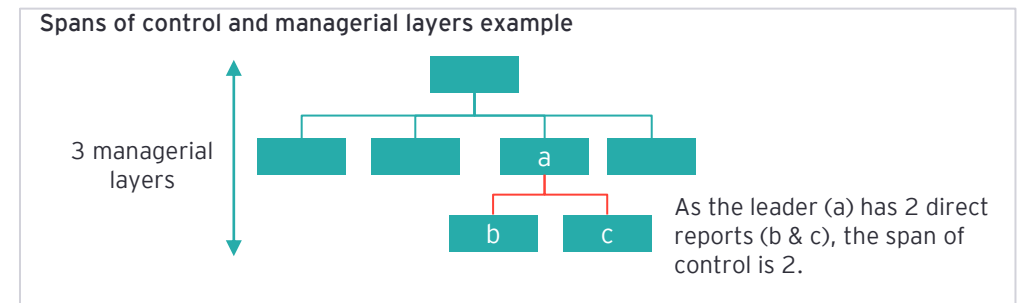 Spans of control and managerial layers example
3 managerial
layers
a
b
c
As the leader (a) has 2 direct
reports (b & c), the span of
control is 2.